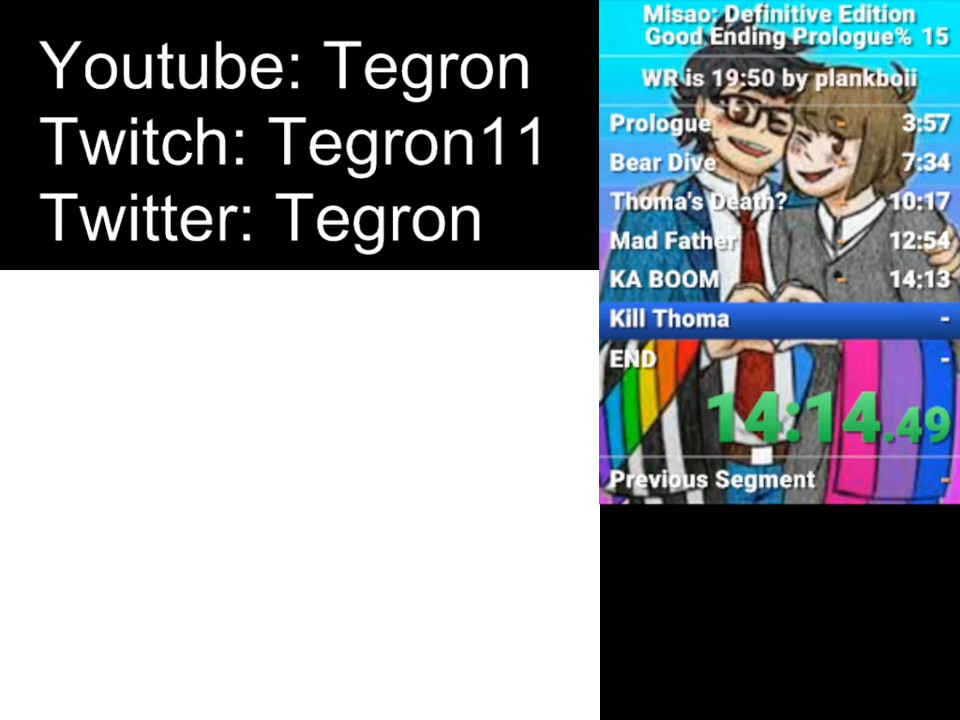 Youtube: Tegron
Twitch: Tegron11
Twitter: Tegron
Misao: Definitive Edition
Good Ending Prologue% 15
WR is 19:50 by plankboii
Prologue - 3:57
Bear Dive - 7:34
Thoma's Death? - 10:17
Mad Father - 12:54
KA BOOM - 14:13
Kill Thoma -
END -
14:14.49
Previous Segment -